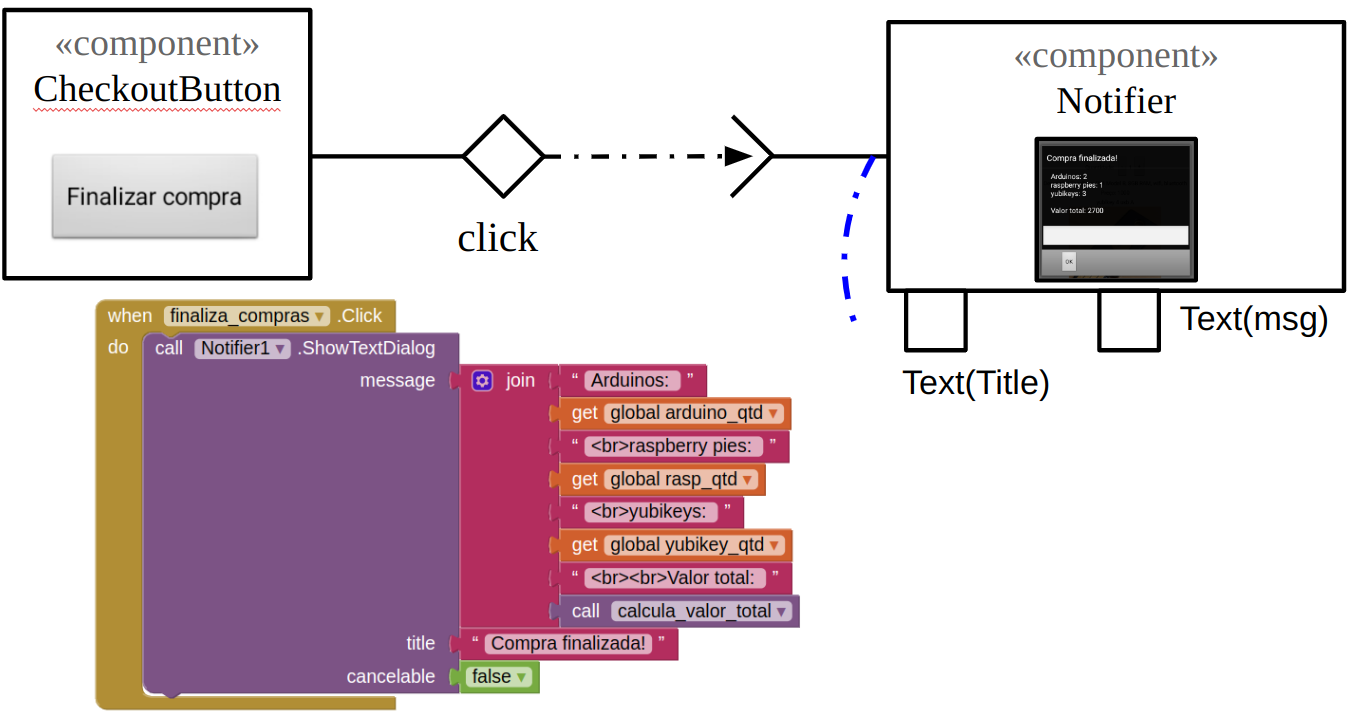 «component»
CheckoutButton
Finalizar compra
click
«component»
Notifier
Compra finalizada!
Arduinos: 2
raspberry pies: 1
yubikeys: 3
Valor total: 2700
OK
Text(msg)
Text(Title)
when finaliza_compras .Click
do call Notifier1 .ShowTextDialog
message join “ Arduinos: ”
get global arduino_qtd
“ <br>raspberry pies: ”
get global rasp_qtd
“ <br>yubikeys: ”
get global yubikey_qtd
“ <br><br>Valor total: ”
call calcula_valor_total
title “ Compra finalizada! ”
cancelable false